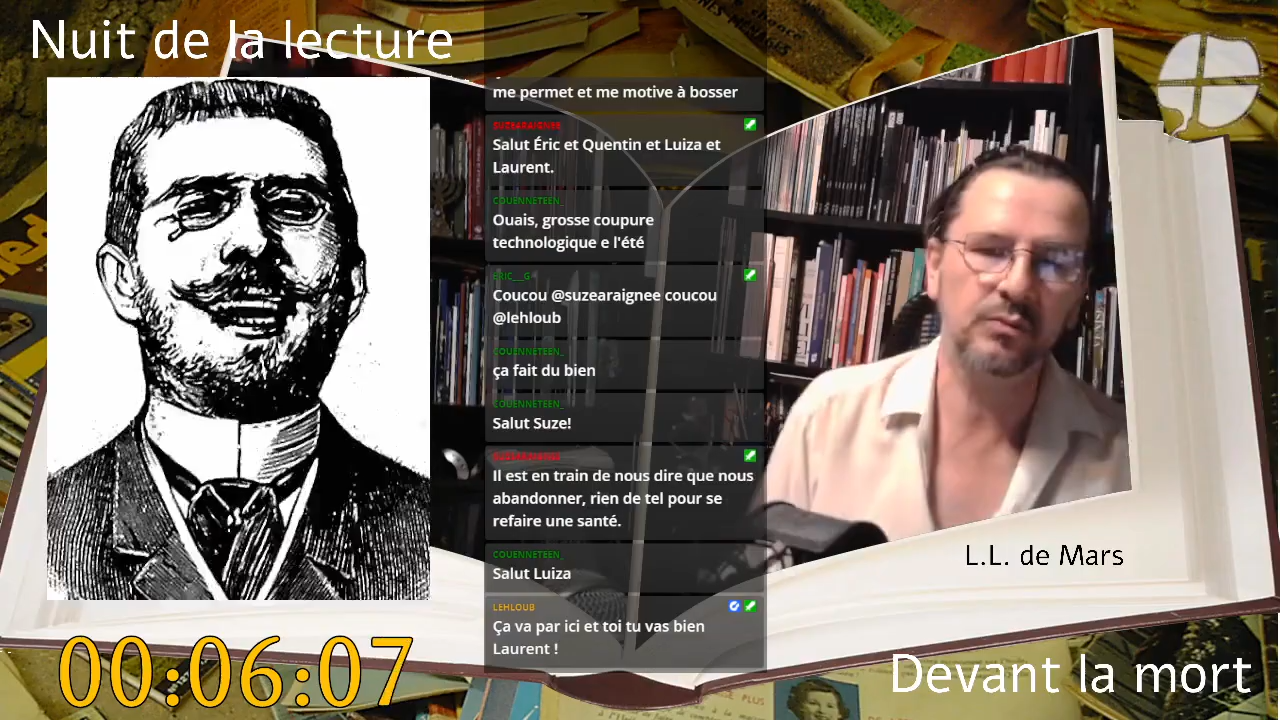 Nuit de la lecture
me permet et me motive à bosser
SUZEARAIGNEE
Salut Éric et Quentin et Luiza et
Laurent.
COUENNETEEN_
Ouais, grosse coupure
technologique e l'été
ERIC__G
Coucou @suzearaignee coucou
@lehloub
COUENNETEEN_
ça fait du bien
COUENNETEEN_
Salut Suze!
SUZEARAIGNEE
Il est en train de nous dire que nous
abandonner, rien de tel pour se
refaire une santé.
COUENNETEEN_
Salut Luiza
LEHLOUB
Ça va par ici et toi tu vas bien
Laurent !
L.L. de Mars
00:06:07
Devant la mort